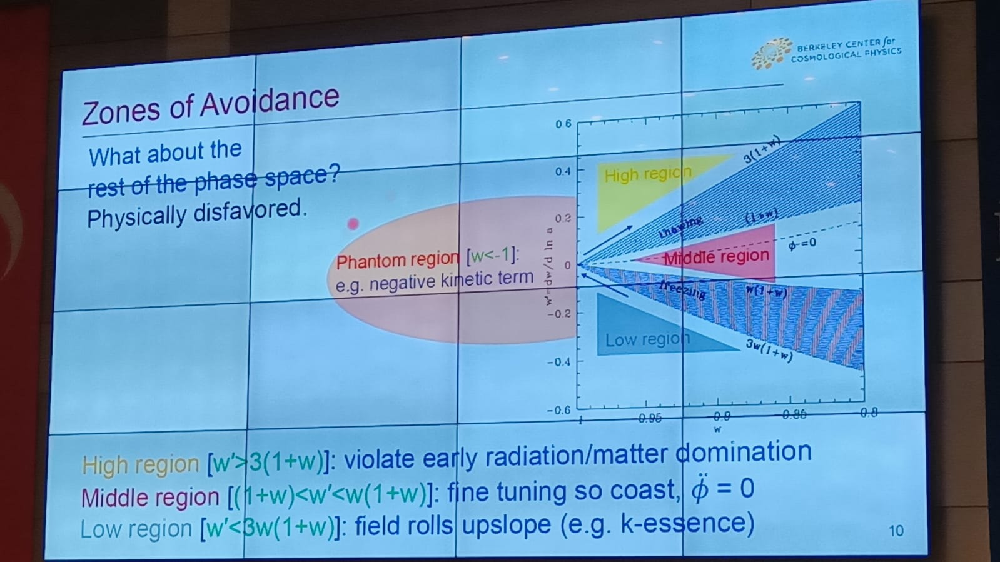 BERKELEY CENTER for
COSMOLOGICAL PHYSICS
Zones of Avoidance
What about the
rest of the phase space?
Physically disfavored.
Phantom region [w<-1]:
e.g. negative kinetic term
0.6
0.4
0.2
0
-0.2
-0.4
-0.6
w'=dw/d ln a
High region
3(1+w)
thawing
(1+w)
Middle region
φ̈=0
freezing
w(1+w)
Low region
3w(1+w)
-1
-0.95
-0.9
-0.85
-0.8
w
High region [w'>3(1+w)]: violate early radiation/matter domination
Middle region [(1+w)<w'<w(1+w)]: fine tuning so coast, φ̈ = 0
Low region [w'<3w(1+w)]: field rolls upslope (e.g. k-essence)
10